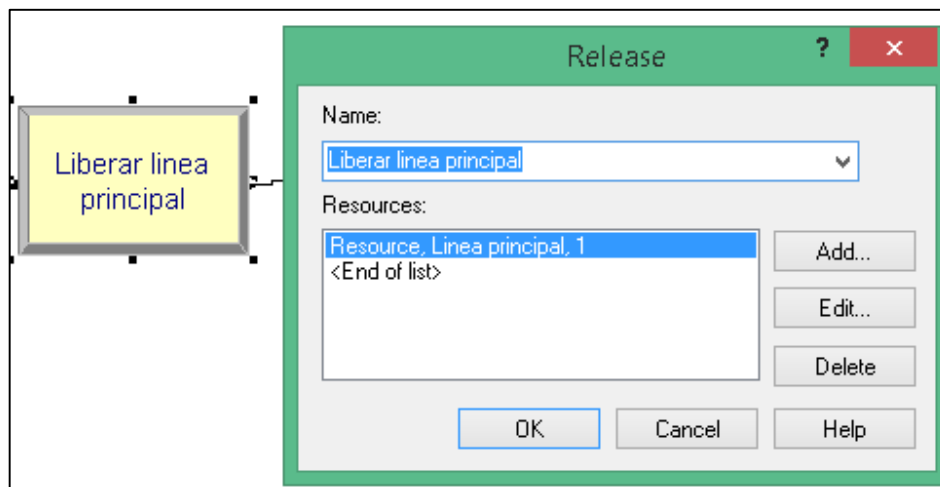 Liberar linea
principal
Release
?
×
Name:
Liberar linea principal
Resources:
Resource, Linea principal, 1
<End of list>
Add...
Edit...
Delete
OK
Cancel
Help